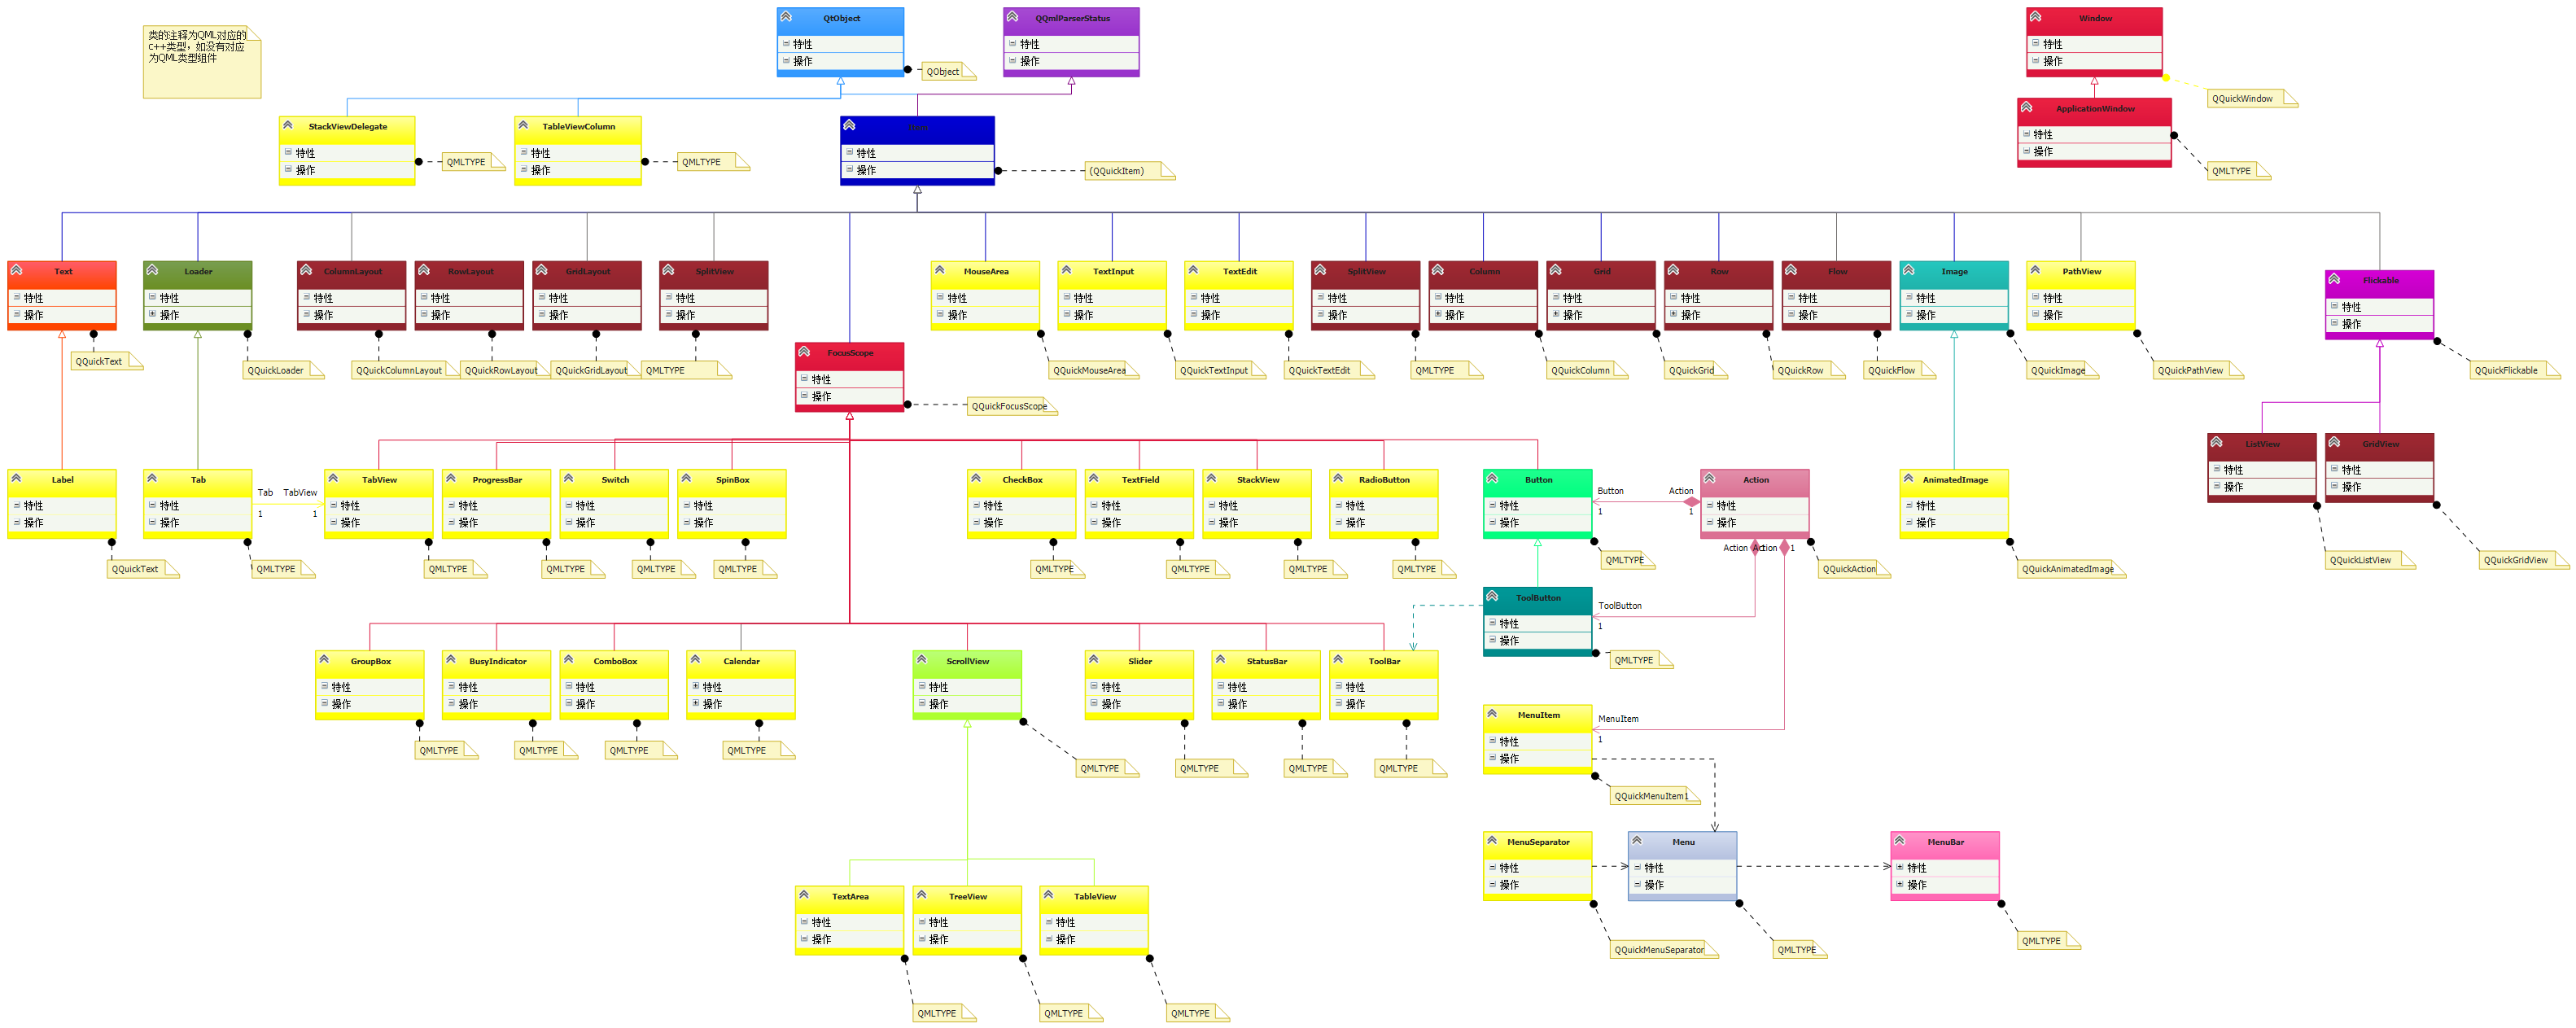 类的注释为QML对应的
c++类型，如没有对应
为QML类型组件
QtObject
特性
操作
QObject
QQmlParserStatus
特性
操作
Window
特性
操作
QQuickWindow
ApplicationWindow
特性
操作
QMLTYPE
StackViewDelegate
特性
操作
QMLTYPE
TableViewColumn
特性
操作
QMLTYPE
Item
特性
操作
(QQuickItem)
Text
特性
操作
QQuickText
Loader
特性
操作
QQuickLoader
ColumnLayout
特性
操作
QQuickColumnLayout
RowLayout
特性
操作
QQuickRowLayout
GridLayout
特性
操作
QQuickGridLayout
SplitView
特性
操作
QMLTYPE
FocusScope
特性
操作
QQuickFocusScope
MouseArea
特性
操作
QQuickMouseArea
TextInput
特性
操作
QQuickTextInput
TextEdit
特性
操作
QQuickTextEdit
SplitView
特性
操作
QMLTYPE
Column
特性
操作
QQuickColumn
Grid
特性
操作
QQuickGrid
Row
特性
操作
QQuickRow
Flow
特性
操作
QQuickFlow
Image
特性
操作
QQuickImage
PathView
特性
操作
QQuickPathView
Flickable
特性
操作
QQuickFlickable
ListView
特性
操作
QQuickListView
GridView
特性
操作
QQuickGridView
Label
特性
操作
QQuickText
Tab
特性
操作
QMLTYPE
Tab
TabView
1
1
TabView
特性
操作
QMLTYPE
ProgressBar
特性
操作
QMLTYPE
Switch
特性
操作
QMLTYPE
SpinBox
特性
操作
QMLTYPE
CheckBox
特性
操作
QMLTYPE
TextField
特性
操作
QMLTYPE
StackView
特性
操作
QMLTYPE
RadioButton
特性
操作
QMLTYPE
Button
特性
操作
QMLTYPE
Button
Action
1
1
Action
特性
操作
QQuickAction
Action
1
Action
1
AnimatedImage
特性
操作
QQuickAnimatedImage
ToolButton
特性
操作
QMLTYPE
ToolButton
1
GroupBox
特性
操作
QMLTYPE
BusyIndicator
特性
操作
QMLTYPE
ComboBox
特性
操作
QMLTYPE
Calendar
特性
操作
QMLTYPE
ScrollView
特性
操作
QMLTYPE
Slider
特性
操作
QMLTYPE
StatusBar
特性
操作
QMLTYPE
ToolBar
特性
操作
QMLTYPE
MenuItem
特性
操作
QQuickMenuItem1
MenuItem
1
MenuSeparator
特性
操作
QQuickMenuSeparator
Menu
特性
操作
QMLTYPE
MenuBar
特性
操作
QMLTYPE
TextArea
特性
操作
QMLTYPE
TreeView
特性
操作
QMLTYPE
TableView
特性
操作
QMLTYPE